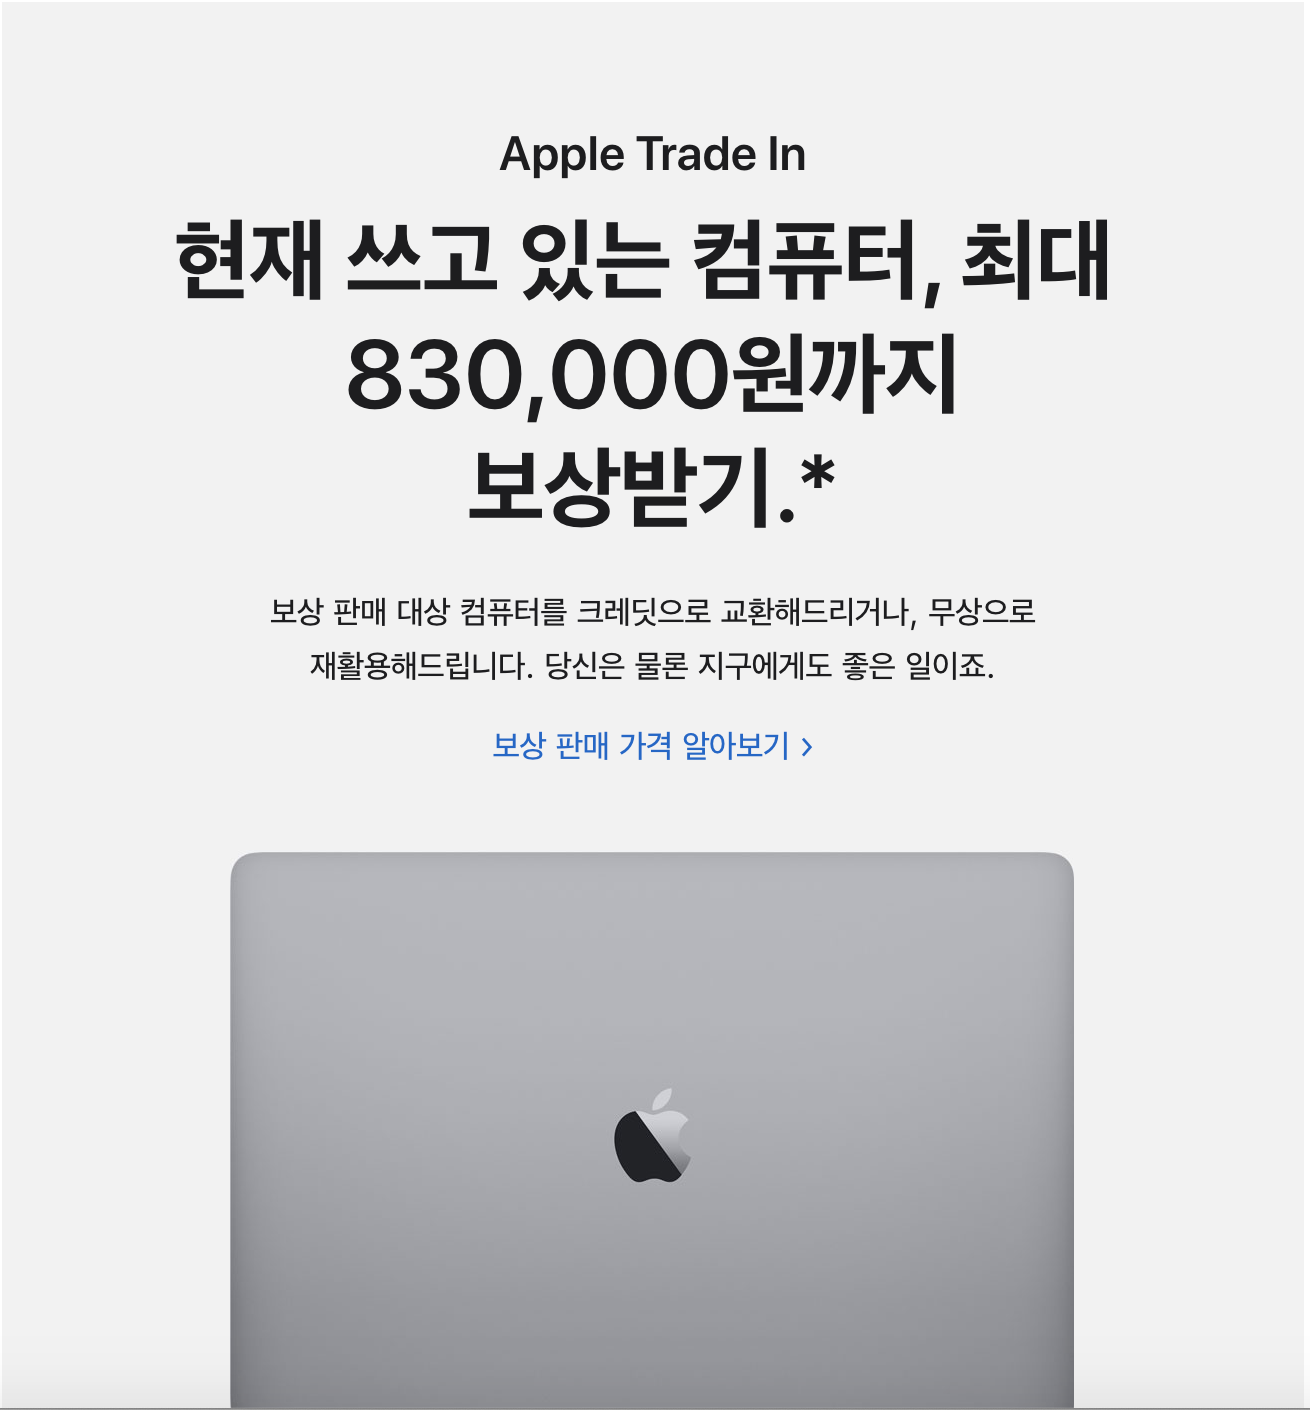 Apple Trade In
현재 쓰고 있는 컴퓨터, 최대
830,000원까지
보상받기.*
보상 판매 대상 컴퓨터를 크레딧으로 교환해드리거나, 무상으로
재활용해드립니다. 당신은 물론 지구에게도 좋은 일이죠.
보상 판매 가격 알아보기 >